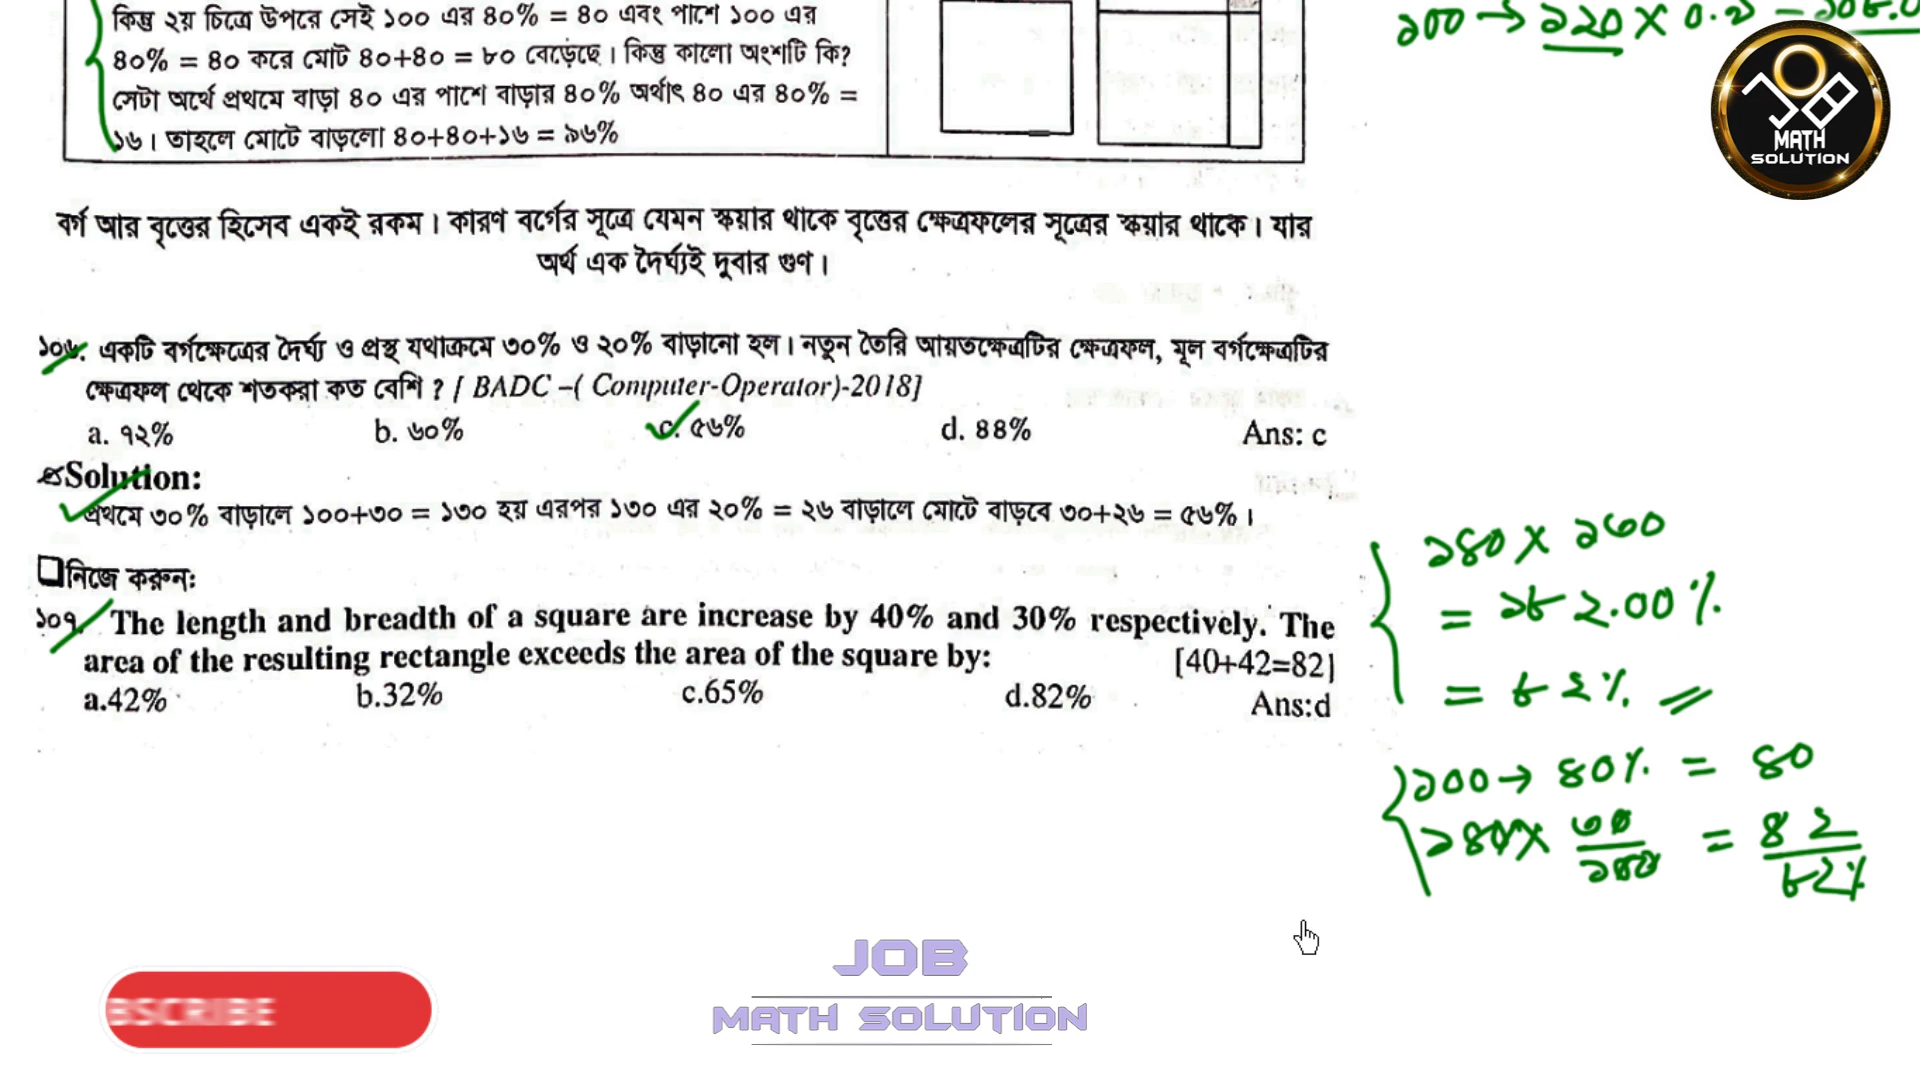 কিন্তু ২য় চিত্রে উপরে সেই ১০০ এর ৪০% = ৪০ এবং পাশে ১০০ এর
৪০% = ৪০ করে মোট ৪০+৪০ = ৮০ বেড়েছে। কিন্তু কালো অংশটি কি?
সেটা অর্থে প্রথমে বাড়া ৪০ এর পাশে বাড়ার ৪০% অর্থাৎ ৪০ এর ৪০% =
১৬। তাহলে মোটে বাড়লো ৪০+৪০+১৬ = ৯৬%
১০০ → ১২০ ×
MATH
SOLUTION
বর্গ আর বৃত্তের হিসেব একই রকম। কারণ বর্গের সূত্রে যেমন স্কয়ার থাকে বৃত্তের ক্ষেত্রফলের সূত্রের স্কয়ার থাকে। যার
অর্থ এক দৈর্ঘ্যই দুবার গুণ।
১০৬. একটি বর্গক্ষেত্রের দৈর্ঘ্য ও প্রস্থ যথাক্রমে ৩০% ও ২০% বাড়ানো হল। নতুন তৈরি আয়তক্ষেত্রটির ক্ষেত্রফল, মূল বর্গক্ষেত্রটির
ক্ষেত্রফল থেকে শতকরা কত বেশি ? [ BADC –( Computer-Operator)-2018]
a. ৭২% b. ৬০% c. ৫৬% d. ৪৪% Ans: c
Solution:
প্রথমে ৩০% বাড়ালে ১০০+৩০ = ১৩০ হয় এরপর ১৩০ এর ২০% = ২৬ বাড়ালে মোটে বাড়বে ৩০+২৬ = ৫৬%।
নিজে করুন:
১০৭. The length and breadth of a square are increase by 40% and 30% respectively. The
area of the resulting rectangle exceeds the area of the square by: [40+42=82]
a.42% b.32% c.65% d.82% Ans:d
১৪০ × ১৩০
= ১৮২.০০%
= ৮২%
১০০ → ৪০% = ৪০
১৪০ × ৩০/১০০ = ৪২
৮২%
JOB
MATH SOLUTION
BSCRIBE